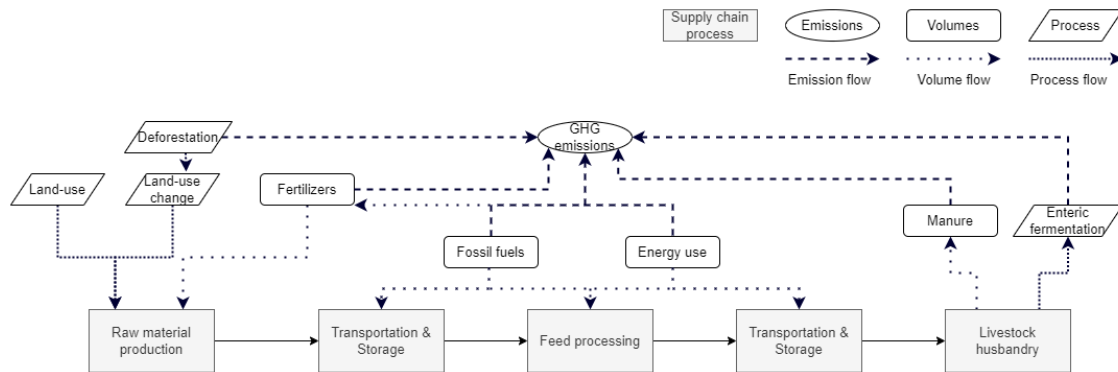 Supply chain
process
Emissions
Volumes
Process
Emission flow
Volume flow
Process flow
Deforestation
GHG
emissions
Land-use
Land-use
change
Fertilizers
Manure
Enteric
fermentation
Fossil fuels
Energy use
Raw material
production
Transportation &
Storage
Feed processing
Transportation &
Storage
Livestock
husbandry